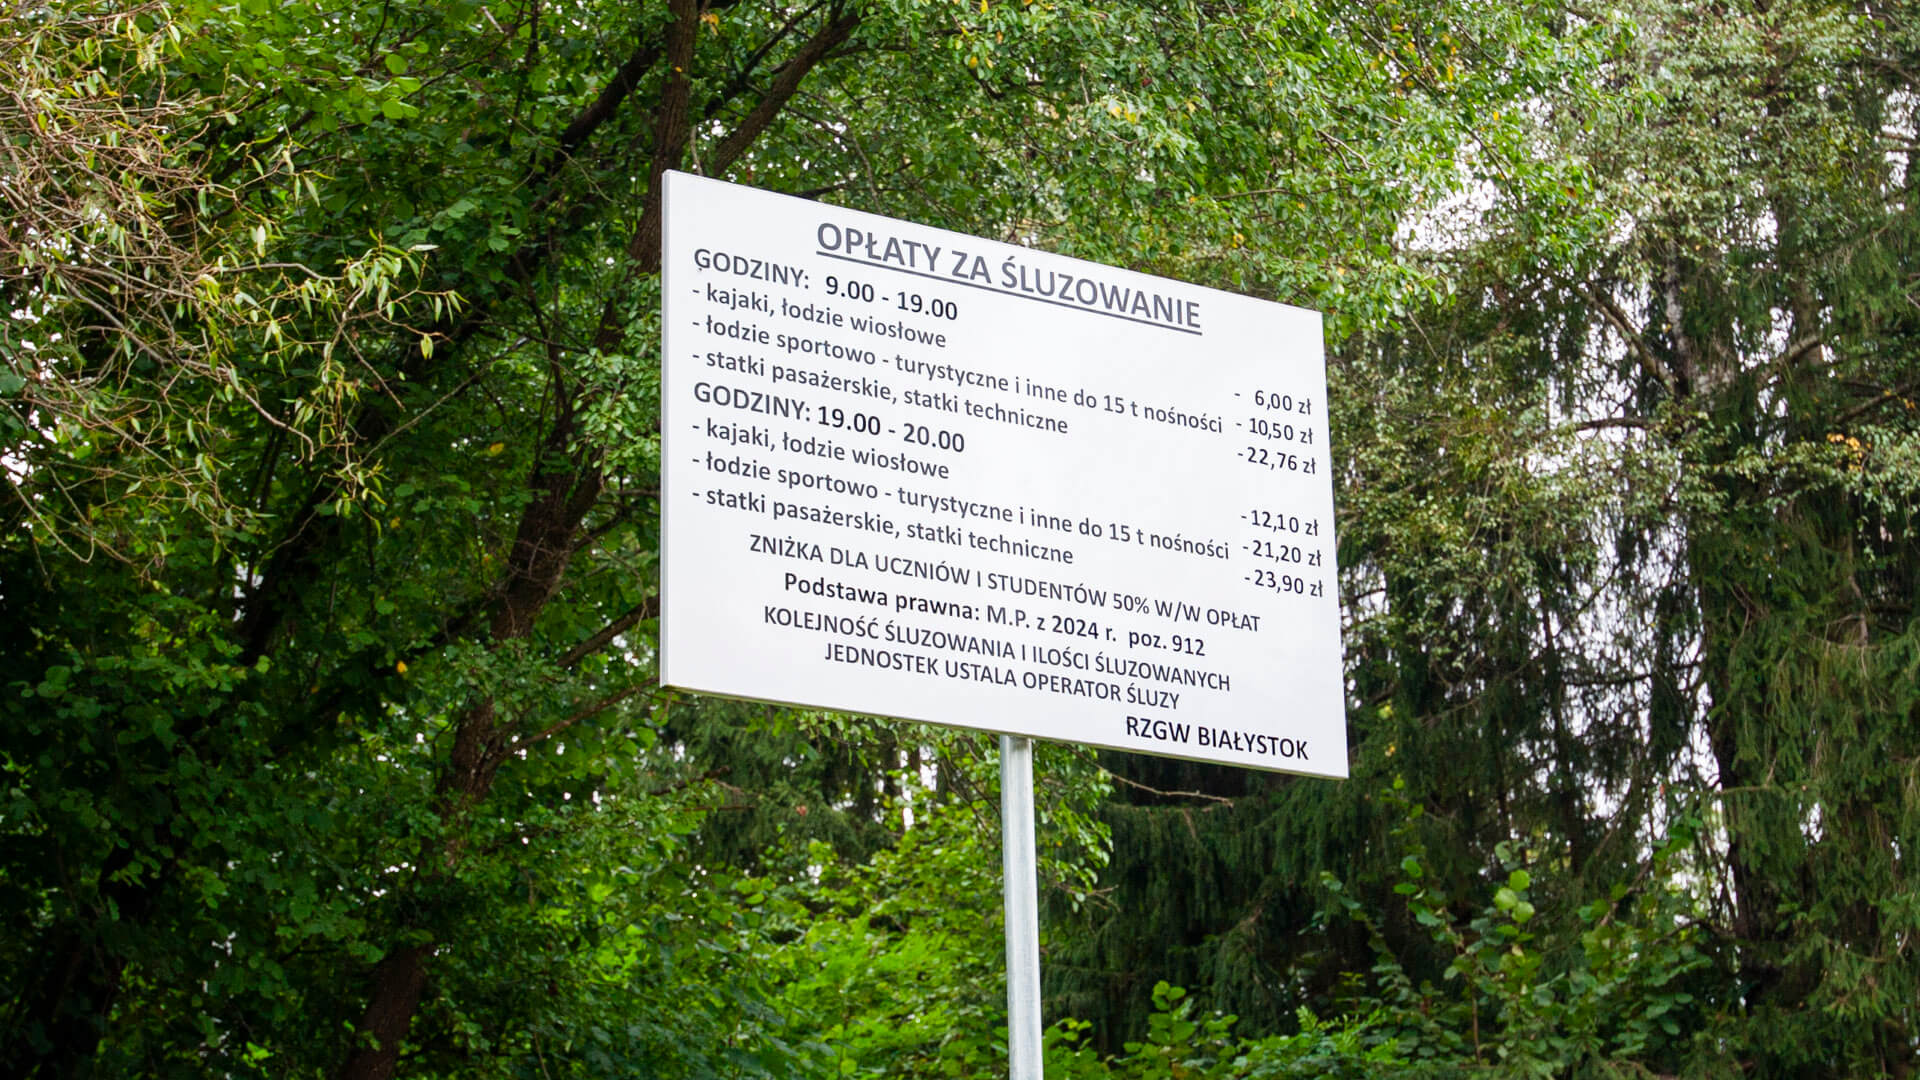 OPŁATY ZA ŚLUZOWANIE
GODZINY: 9.00 - 19.00
- kajaki, łodzie wiosłowe - 6,00 zł
- łodzie sportowo - turystyczne i inne do 15 t nośności - 10,50 zł
- statki pasażerskie, statki techniczne - 22,76 zł
GODZINY: 19.00 - 20.00
- kajaki, łodzie wiosłowe - 12,10 zł
- łodzie sportowo - turystyczne i inne do 15 t nośności - 21,20 zł
- statki pasażerskie, statki techniczne - 23,90 zł
ZNIŻKA DLA UCZNIÓW I STUDENTÓW 50% W/W OPŁAT
Podstawa prawna: M.P. z 2024 r. poz. 912
KOLEJNOŚĆ ŚLUZOWANIA I ILOŚCI ŚLUZOWANYCH
JEDNOSTEK USTALA OPERATOR ŚLUZY
RZGW BIAŁYSTOK